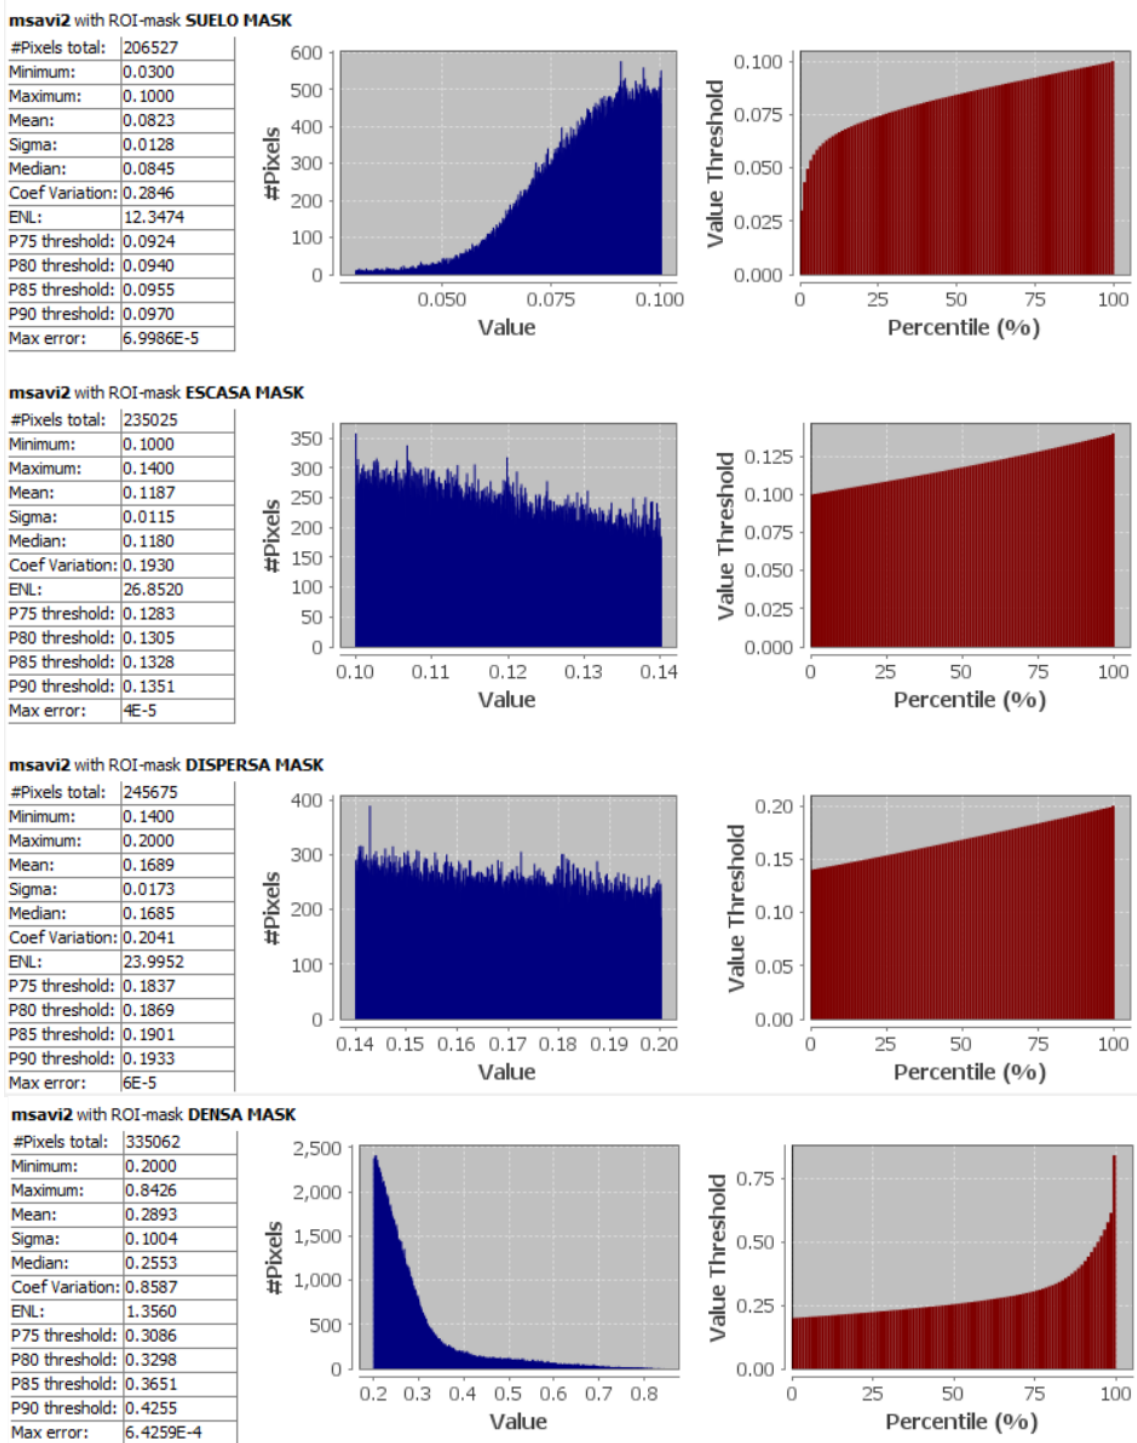 msavi2 with ROI-mask SUELO MASK
#Pixels total: 206527
Minimum: 0.0300
Maximum: 0.1000
Mean: 0.0823
Sigma: 0.0128
Median: 0.0845
Coef Variation: 0.2846
ENL: 12.3474
P75 threshold: 0.0924
P80 threshold: 0.0940
P85 threshold: 0.0955
P90 threshold: 0.0970
Max error: 6.9986E-5
#Pixels
600
500
400
300
200
100
0
0.050 0.075 0.100
Value
Value Threshold
0.100
0.075
0.050
0.025
0.000
0 25 50 75 100
Percentile (%)
msavi2 with ROI-mask ESCASA MASK
#Pixels total: 235025
Minimum: 0.1000
Maximum: 0.1400
Mean: 0.1187
Sigma: 0.0115
Median: 0.1180
Coef Variation: 0.1930
ENL: 26.8520
P75 threshold: 0.1283
P80 threshold: 0.1305
P85 threshold: 0.1328
P90 threshold: 0.1351
Max error: 4E-5
#Pixels
350
300
250
200
150
100
50
0
0.10 0.11 0.12 0.13 0.14
Value
Value Threshold
0.125
0.100
0.075
0.050
0.025
0.000
0 25 50 75 100
Percentile (%)
msavi2 with ROI-mask DISPERSA MASK
#Pixels total: 245675
Minimum: 0.1400
Maximum: 0.2000
Mean: 0.1689
Sigma: 0.0173
Median: 0.1685
Coef Variation: 0.2041
ENL: 23.9952
P75 threshold: 0.1837
P80 threshold: 0.1869
P85 threshold: 0.1901
P90 threshold: 0.1933
Max error: 6E-5
#Pixels
400
300
200
100
0
0.14 0.15 0.16 0.17 0.18 0.19 0.20
Value
Value Threshold
0.20
0.15
0.10
0.05
0.00
0 25 50 75 100
Percentile (%)
msavi2 with ROI-mask DENSA MASK
#Pixels total: 335062
Minimum: 0.2000
Maximum: 0.8426
Mean: 0.2893
Sigma: 0.1004
Median: 0.2553
Coef Variation: 0.8587
ENL: 1.3560
P75 threshold: 0.3086
P80 threshold: 0.3298
P85 threshold: 0.3651
P90 threshold: 0.4255
Max error: 6.4259E-4
#Pixels
2,500
2,000
1,500
1,000
500
0
0.2 0.3 0.4 0.5 0.6 0.7 0.8
Value
Value Threshold
0.75
0.50
0.25
0.00
0 25 50 75 100
Percentile (%)